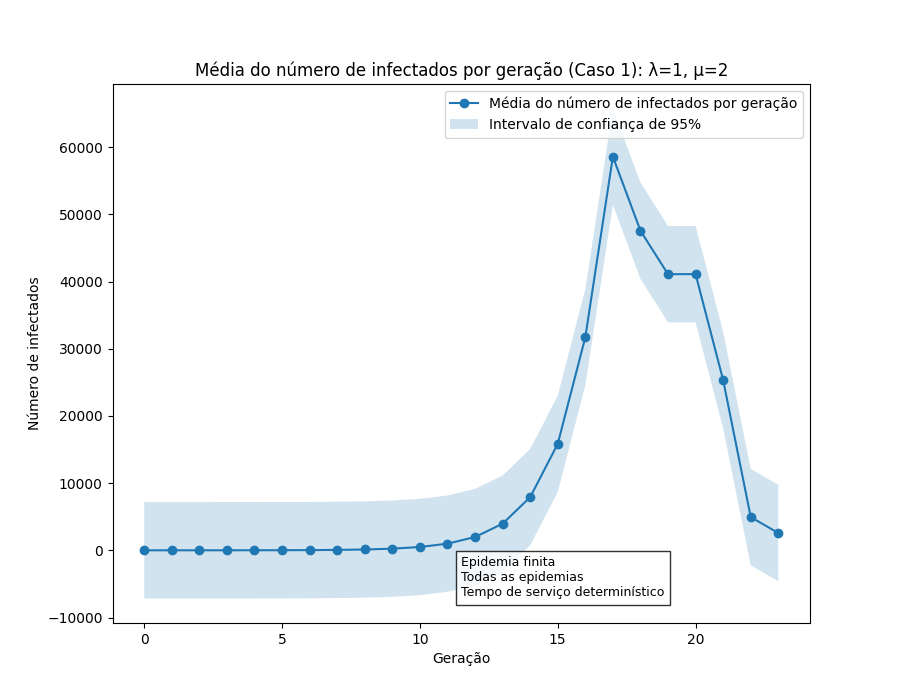 Média do número de infectados por geração (Caso 1): λ=1, μ=2
Média do número de infectados por geração
Intervalo de confiança de 95%
60000
50000
40000
30000
20000
10000
0
−10000
Número de infectados
Epidemia finita
Todas as epidemias
Tempo de serviço determinístico
0 5 10 15 20
Geração